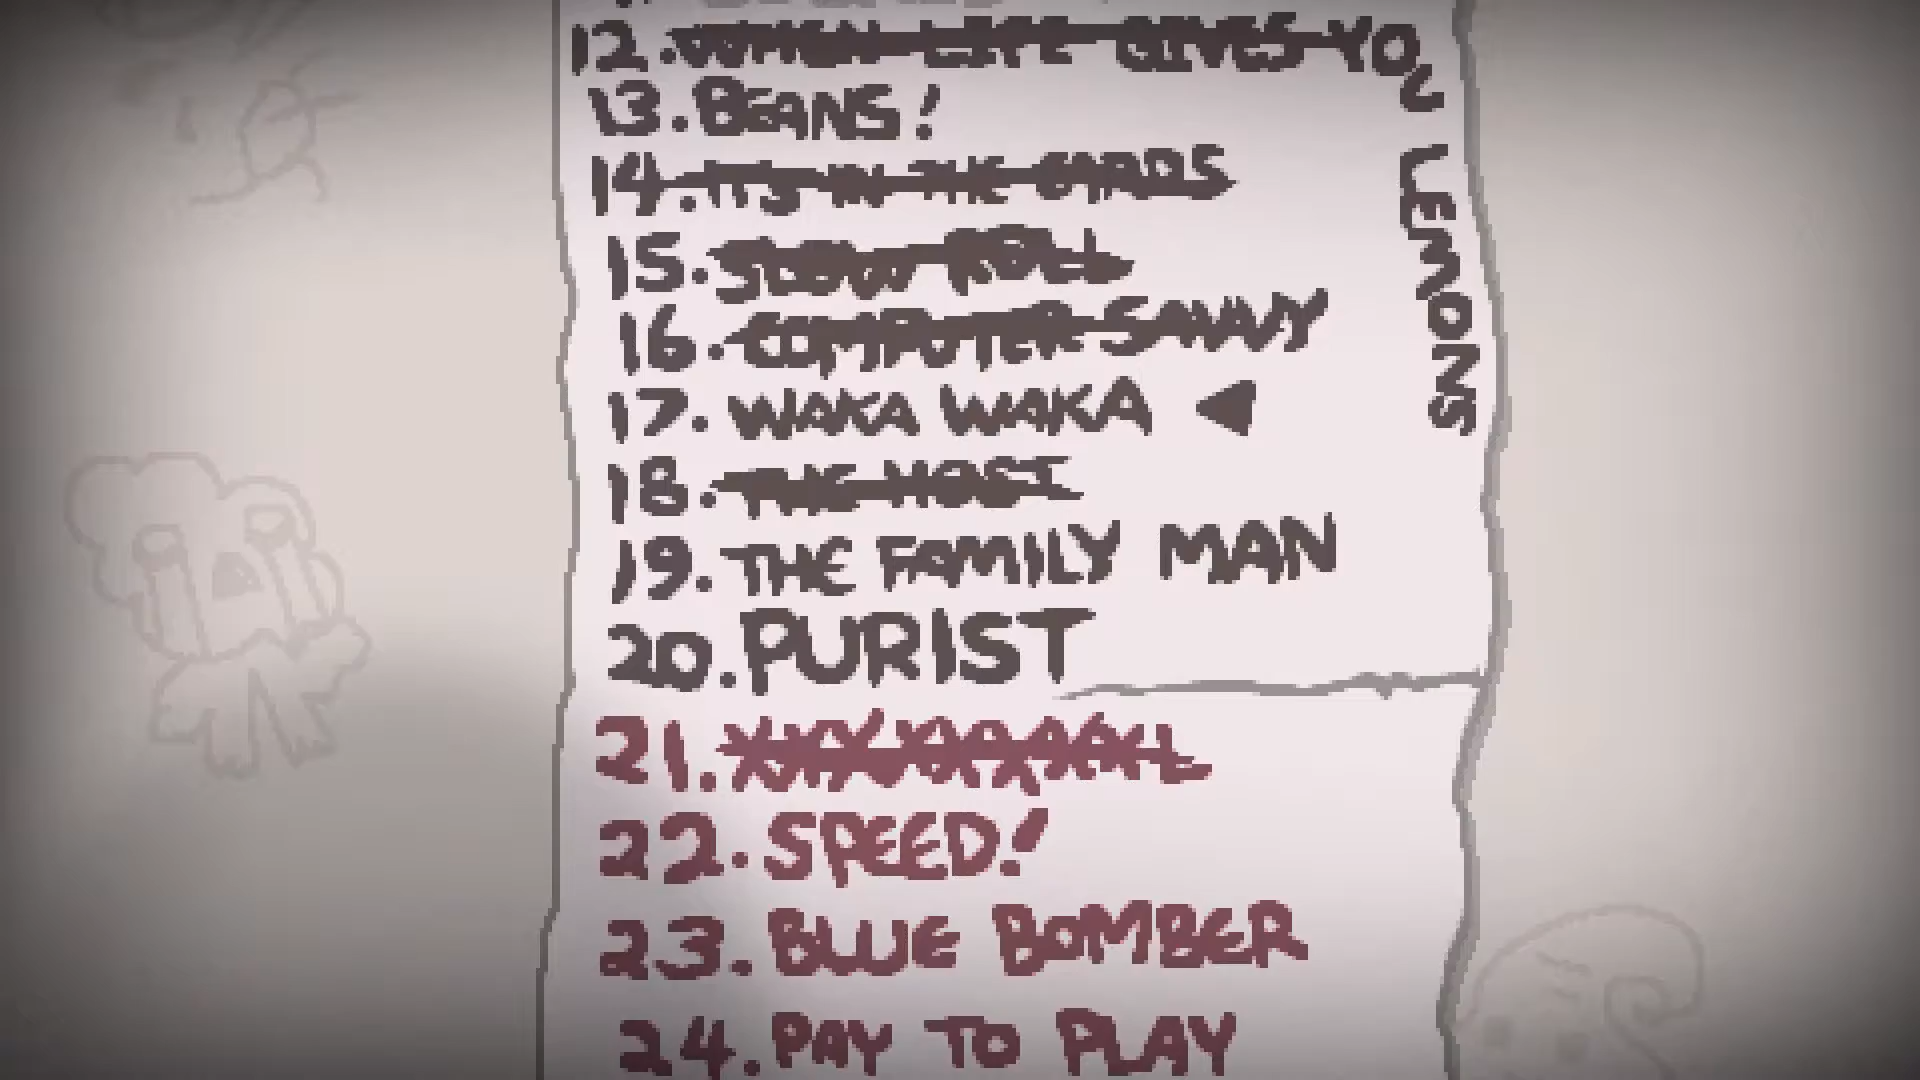 12. WHEN LIFE GIVES YOU LEMONS
13. BEANS!
14. ITS IN THE CARDS
15. SLOW ROLL
16. COMPUTER SAVVY
17. WAKA WAKA
18. THE HOST
19. THE FAMILY MAN
20. PURIST
21.
22. SPEED!
23. BLUE BOMBER
24. PAY TO PLAY